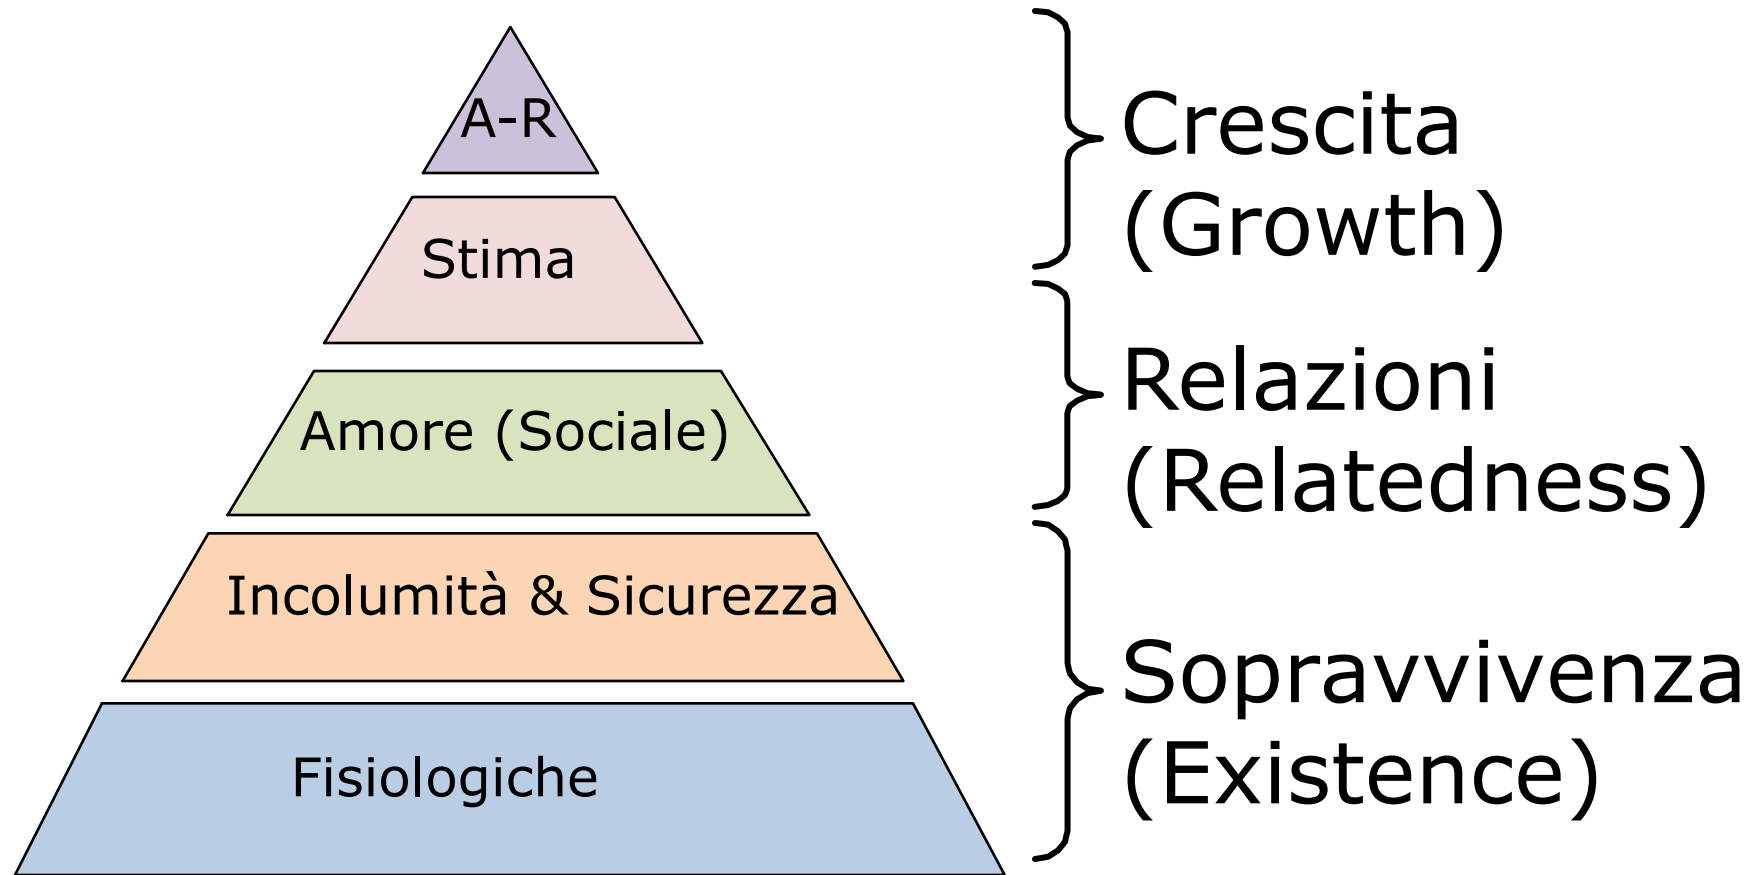 A-R
Stima
Amore (Sociale)
Incolumità & Sicurezza
Fisiologiche
Crescita
(Growth)
Relazioni
(Relatedness)
Sopravvivenza
(Existence)